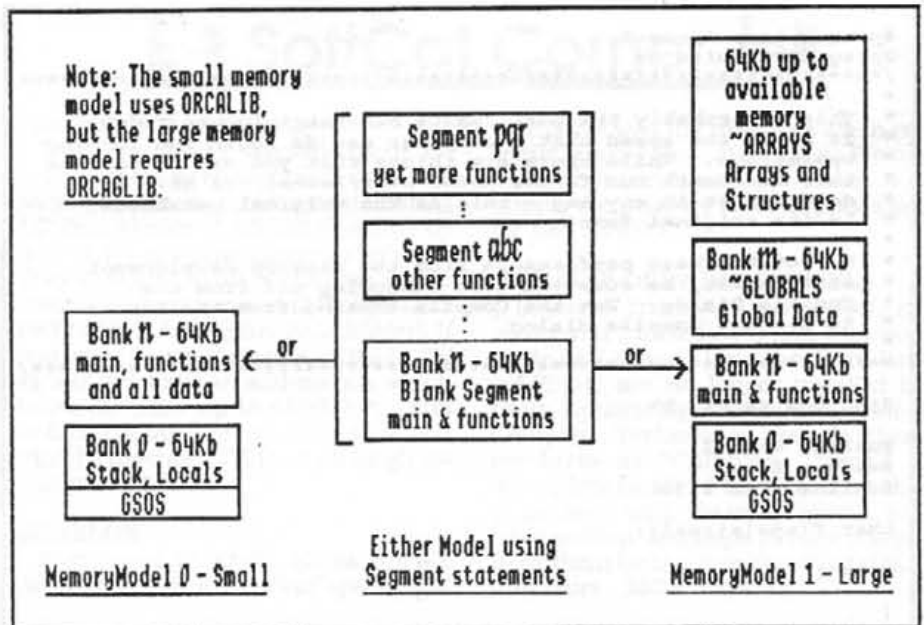 Note: The small memory
model uses ORCALIB,
but the large memory
model requires
ORCAGLIB.
Bank n - 64Kb
main, functions
and all data
Bank 0 - 64Kb
Stack, Locals
GSOS
MemoryModel 0 - Small
or
Segment pqr
yet more functions
Segment abc
other functions
Bank n - 64Kb
Blank Segment
main & functions
Either Model using
Segment statements
or
64Kb up to
available
memory
~ARRAYS
Arrays and
Structures
Bank m - 64Kb
~GLOBALS
Global Data
Bank n - 64Kb
main & functions
Bank 0 - 64Kb
Stack, Locals
GSOS
MemoryModel 1 - Large